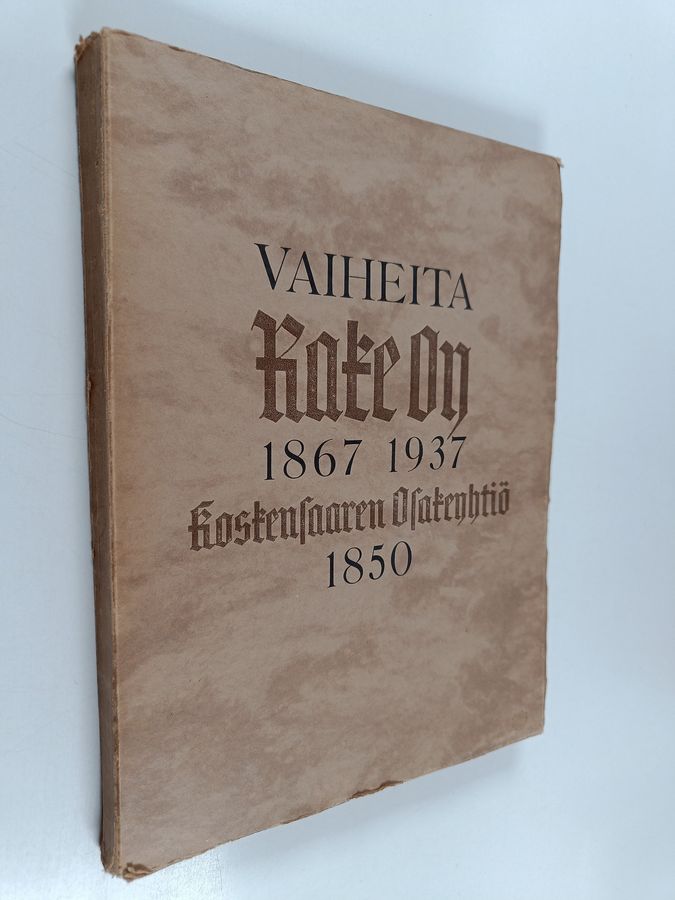 VAIHEITA
Rake Oy
1867 1937
Koskenſaaren Oſakeyhtiö
1850